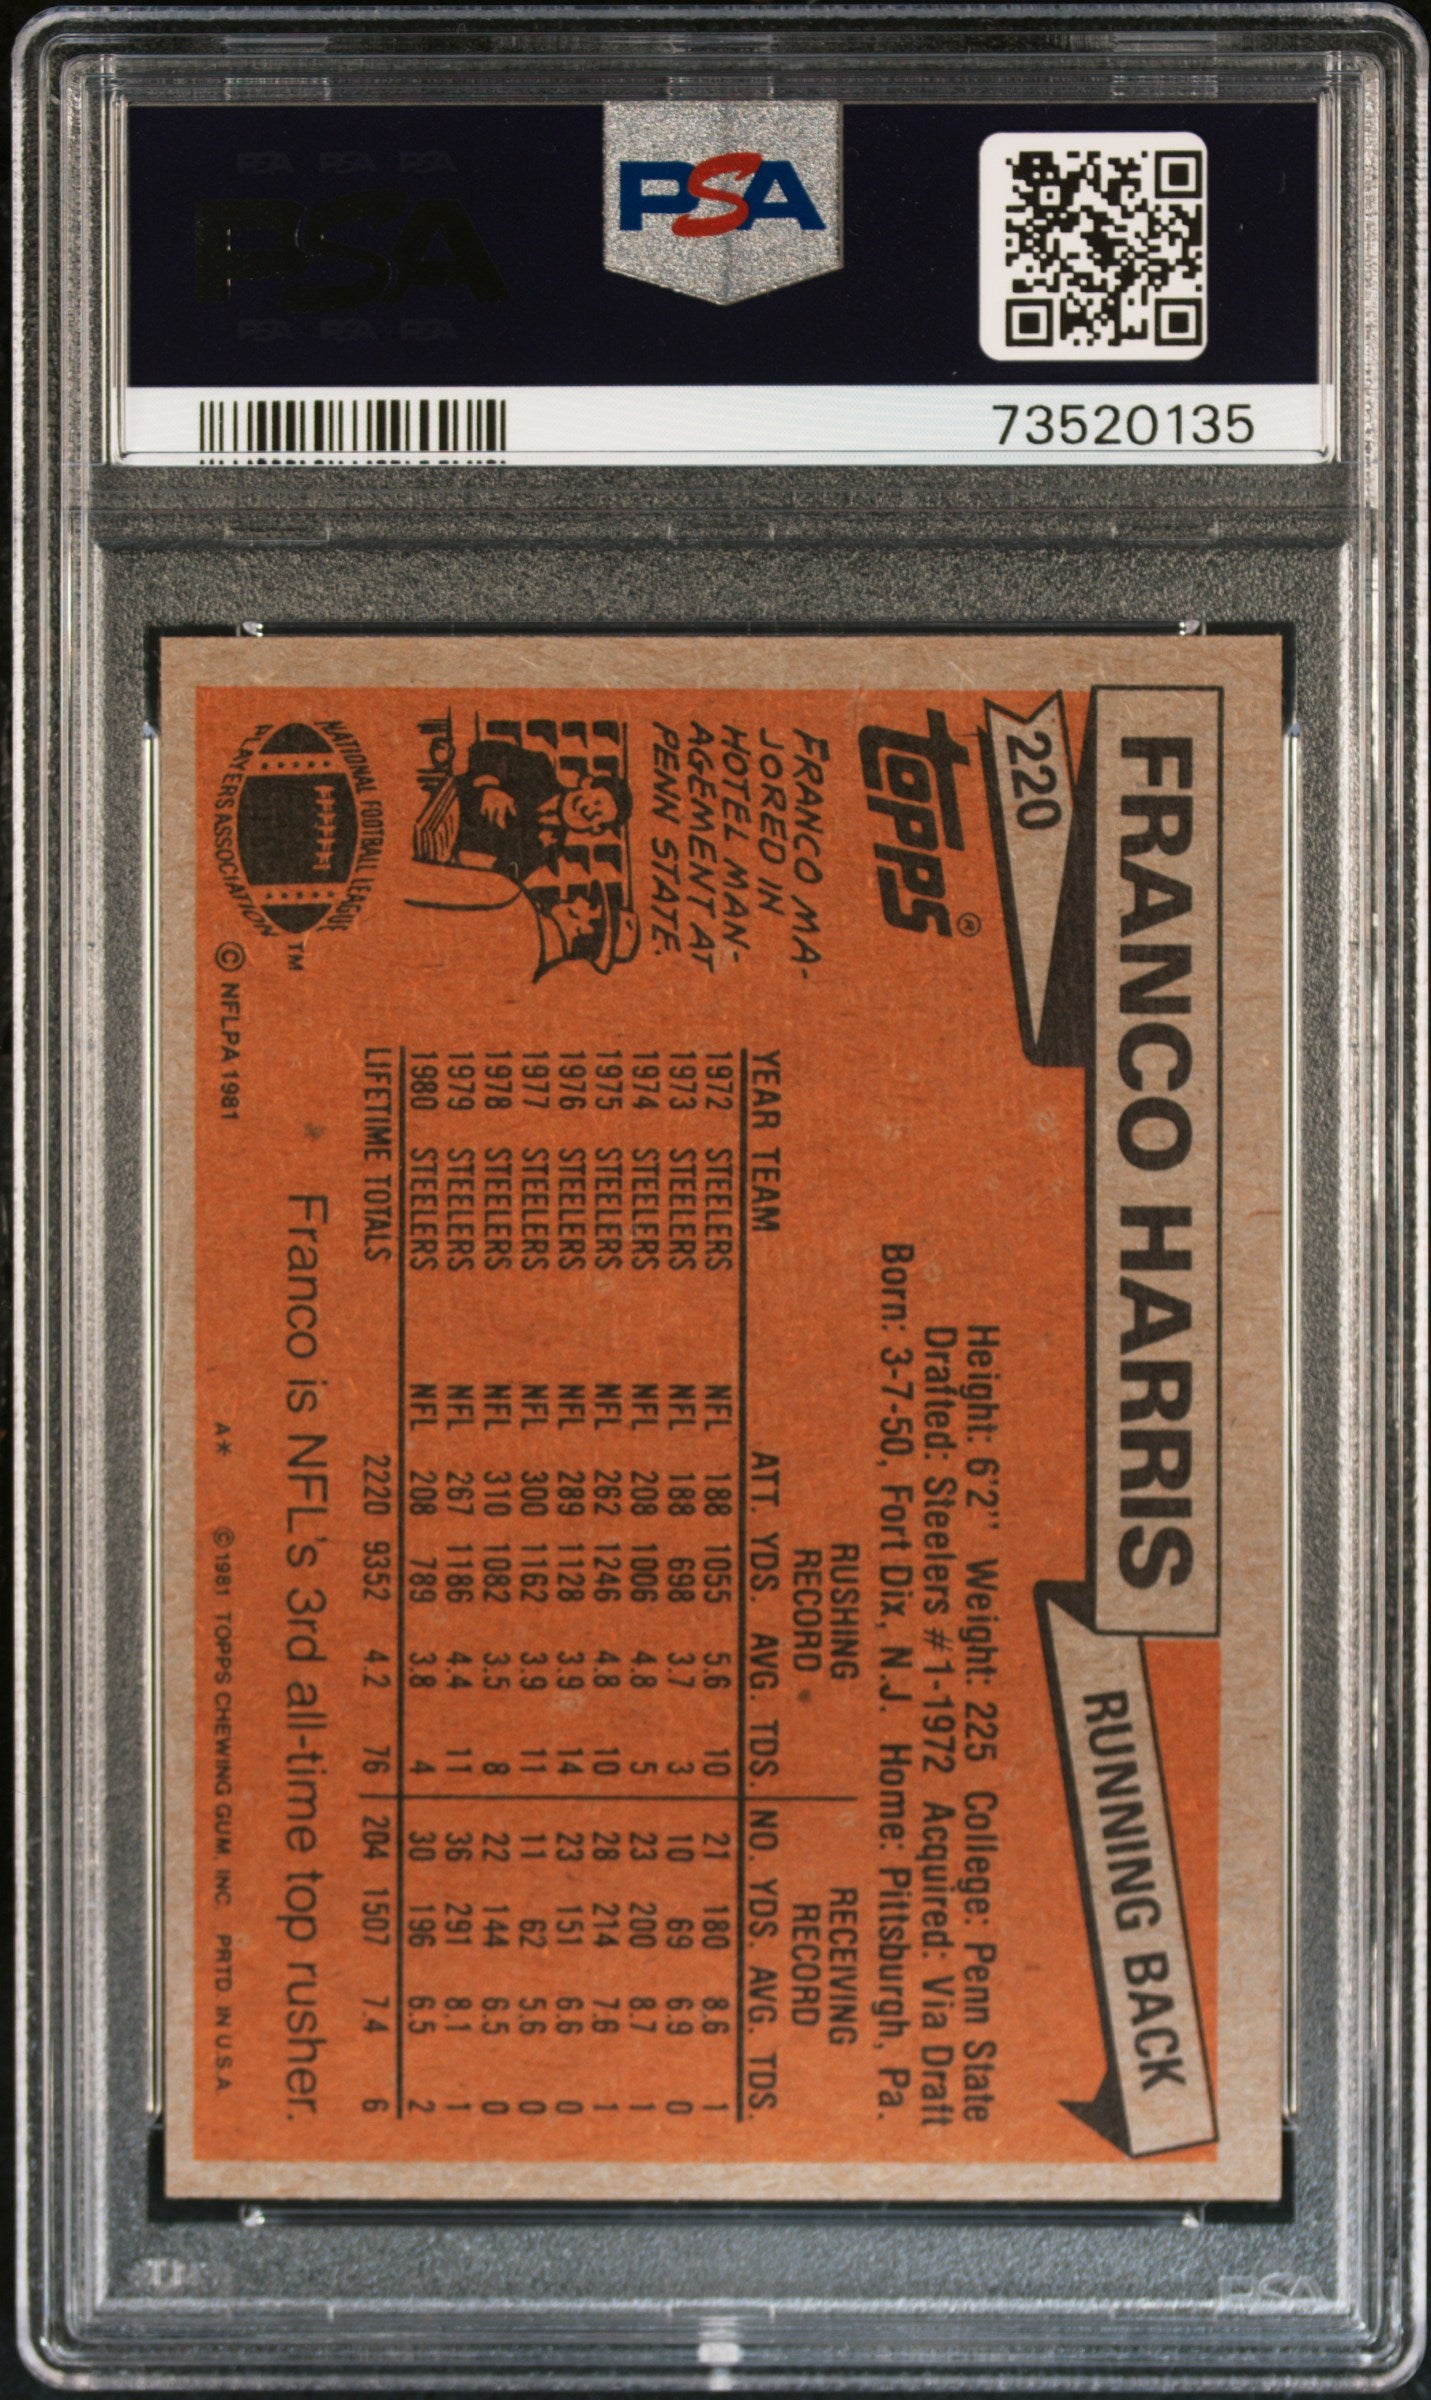 PSA PSA PSA
PSA
PSA PSA PSA
PSA
73520135
FRANCO HARRIS
RUNNING BACK
220
TOPPS®
Height: 6'2" Weight: 225 College: Penn State
Drafted: Steelers #1-1972 Acquired: Via Draft
Born: 3-7-50, Fort Dix, N.J. Home: Pittsburgh, Pa.
FRANCO MA-
JORED IN
HOTEL MAN-
AGEMENT AT
PENN STATE.
RUSHING RECEIVING
RECORD RECORD
YEAR TEAM ATT. YDS. AVG. TDS. NO. YDS. AVG. TDS.
1972 STEELERS NFL 188 1055 5.6 10 21 180 8.6 1
1973 STEELERS NFL 188 698 3.7 3 10 69 6.9 0
1974 STEELERS NFL 208 1006 4.8 5 23 200 8.7 1
1975 STEELERS NFL 262 1246 4.8 10 28 214 7.6 1
1976 STEELERS NFL 289 1128 3.9 14 23 151 6.6 0
1977 STEELERS NFL 300 1162 3.9 11 11 62 5.6 0
1978 STEELERS NFL 310 1082 3.5 8 22 144 6.5 0
1979 STEELERS NFL 267 1186 4.4 11 36 291 8.1 1
1980 STEELERS NFL 208 789 3.8 4 30 196 6.5 2
LIFETIME TOTALS 2220 9352 4.2 76 204 1507 7.4 6
Franco is NFL's 3rd all-time top rusher.
NATIONAL FOOTBALL LEAGUE
PLAYERS ASSOCIATION
TM
© NFLPA 1981
A* © 1981 TOPPS CHEWING GUM, INC. PRTD. IN U.S.A.
PSA